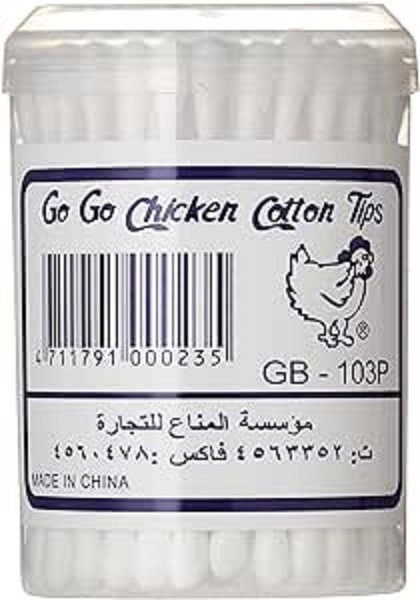 Go Go Chicken Cotton Tips
4 711791 000235
®
GB - 103P
مؤسسة المناع للتجارة
ت: ٤٥٦٣٣٥٢ فاكس :٤٥٦٠٤٧٨
MADE IN CHINA